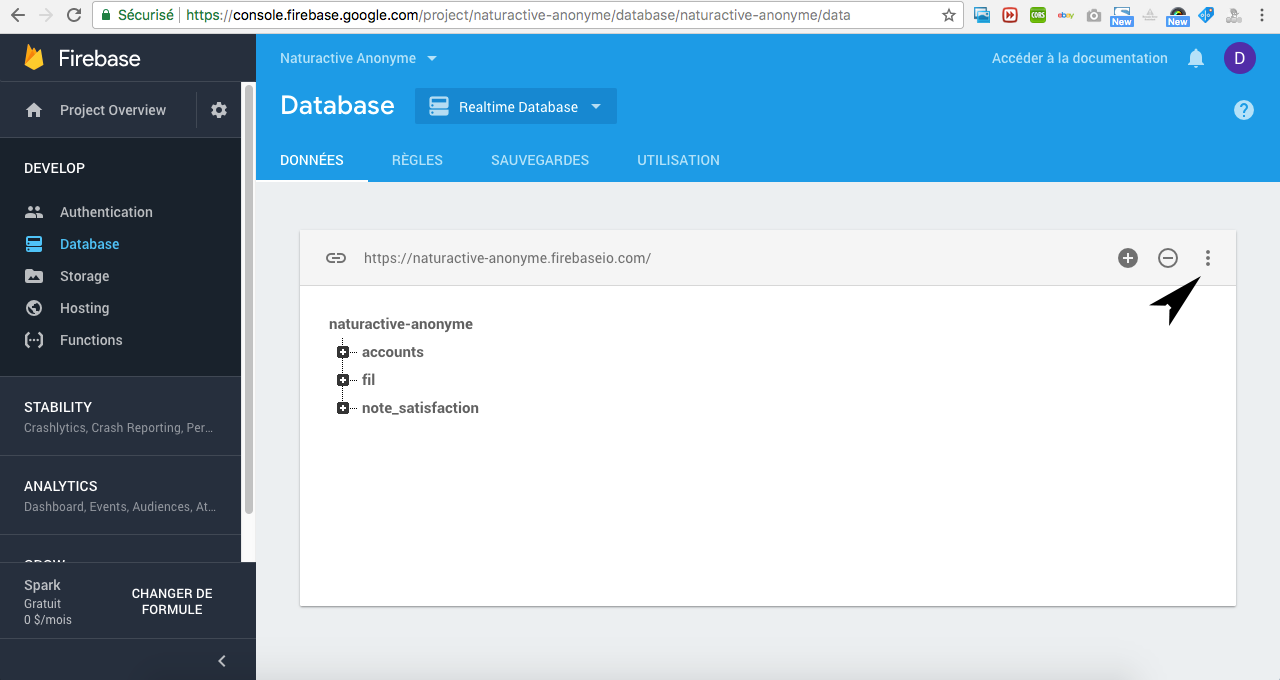 Sécurisé https://console.firebase.google.com/project/naturactive-anonyme/database/naturactive-anonyme/data
CORS
ebay
New
New
Firebase
Project Overview
DEVELOP
Authentication
Database
Storage
Hosting
Functions
STABILITY
Crashlytics, Crash Reporting, Per...
ANALYTICS
Dashboard, Events, Audiences, At...
GROW
Spark
Gratuit
0 $/mois
CHANGER DE
FORMULE
Naturactive Anonyme
Accéder à la documentation
D
Database
Realtime Database
?
DONNÉES RÈGLES SAUVEGARDES UTILISATION
https://naturactive-anonyme.firebaseio.com/
naturactive-anonyme
accounts
fil
note_satisfaction